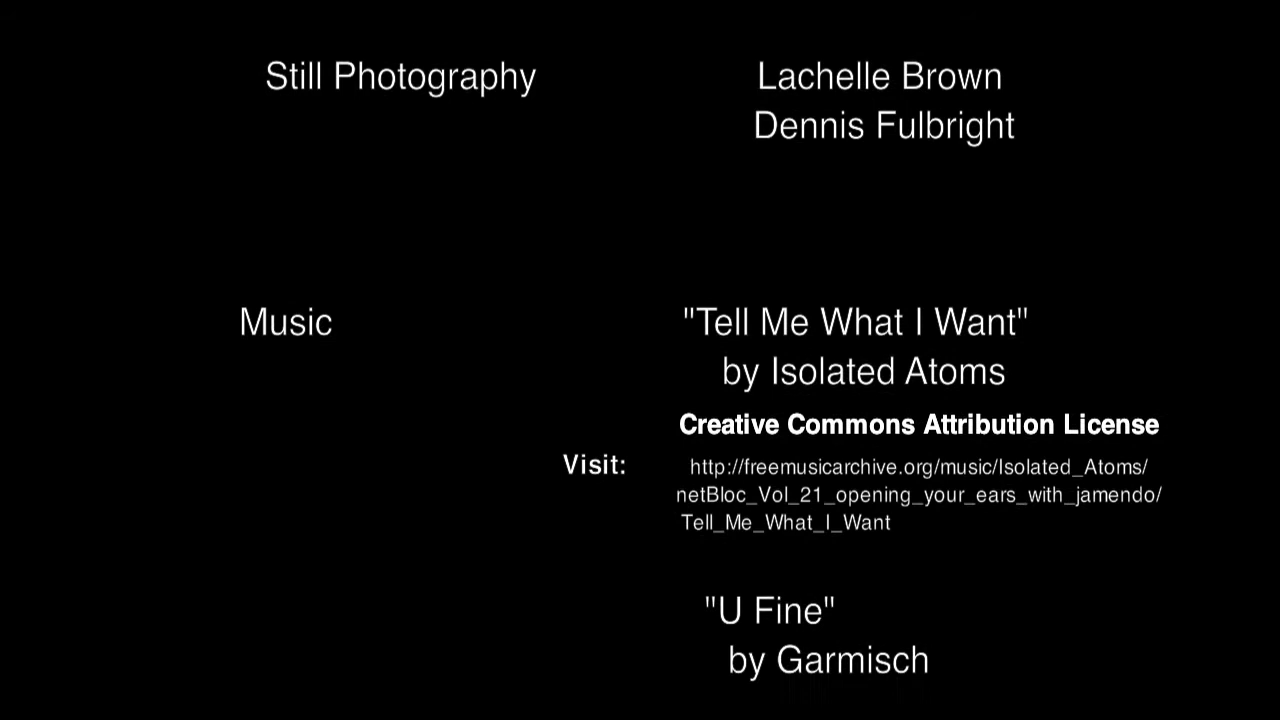 Still Photography
Lachelle Brown
Dennis Fulbright
Music
"Tell Me What I Want"
by Isolated Atoms
Creative Commons Attribution License
Visit:
http://freemusicarchive.org/music/Isolated_Atoms/
netBloc_Vol_21_opening_your_ears_with_jamendo/
Tell_Me_What_I_Want
"U Fine"
by Garmisch